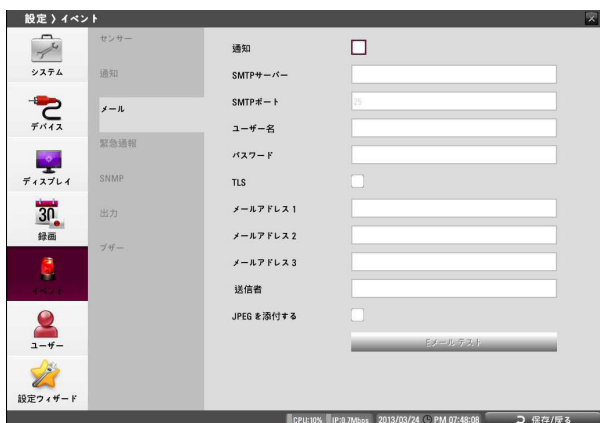 設定 〉イベント
システム
デバイス
ディスプレイ
30
録画
イベント
ユーザー
設定ウィザード
センサー
通知
メール
緊急通報
SNMP
出力
ブザー
通知
SMTPサーバー
SMTPポート
25
ユーザー名
パスワード
TLS
メールアドレス 1
メールアドレス 2
メールアドレス 3
送信者
JPEG を添付する
Eメール テスト
CPU:10% IP:0.7Mbps 2013/03/24 PM 07:48:08 保存/戻る